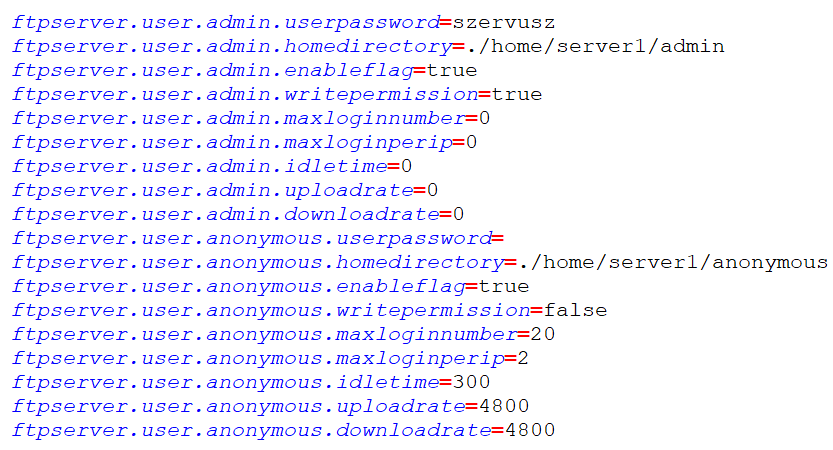 ftpserver.user.admin.userpassword=szervusz
ftpserver.user.admin.homedirectory=./home/server1/admin
ftpserver.user.admin.enableflag=true
ftpserver.user.admin.writepermission=true
ftpserver.user.admin.maxloginnumber=0
ftpserver.user.admin.maxloginperip=0
ftpserver.user.admin.idletime=0
ftpserver.user.admin.uploadrate=0
ftpserver.user.admin.downloadrate=0
ftpserver.user.anonymous.userpassword=
ftpserver.user.anonymous.homedirectory=./home/server1/anonymous
ftpserver.user.anonymous.enableflag=true
ftpserver.user.anonymous.writepermission=false
ftpserver.user.anonymous.maxloginnumber=20
ftpserver.user.anonymous.maxloginperip=2
ftpserver.user.anonymous.idletime=300
ftpserver.user.anonymous.uploadrate=4800
ftpserver.user.anonymous.downloadrate=4800